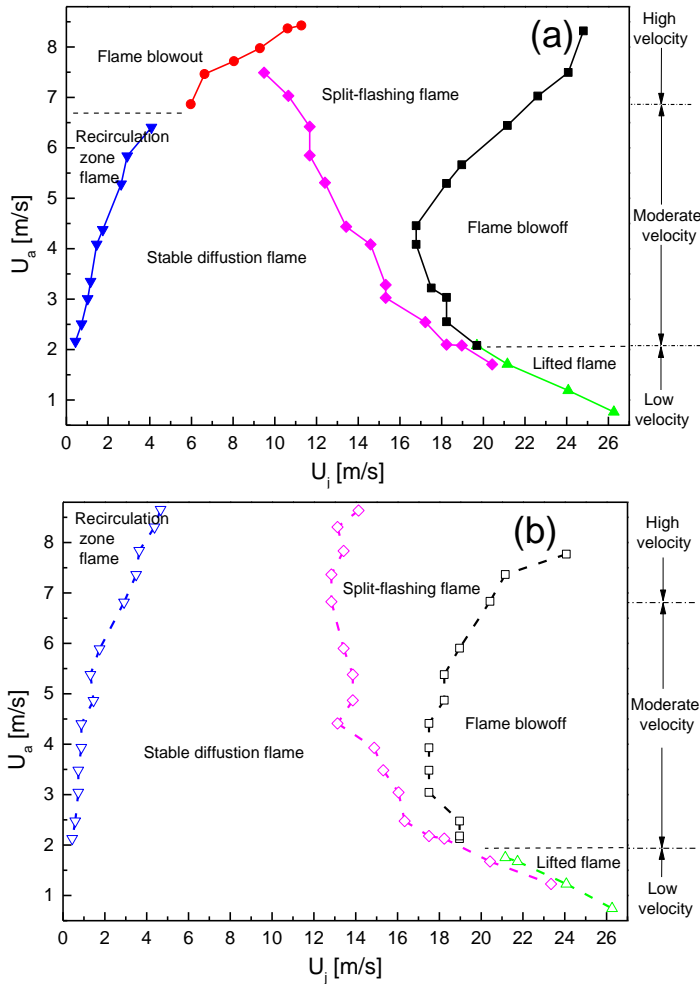 (a)
Flame blowout
Split-flashing flame
Recirculation
zone
flame
Stable diffustion flame
Flame blowoff
Lifted flame
High
velocity
Moderate
velocity
Low
velocity
U_a [m/s]
8
7
6
5
4
3
2
1
0 2 4 6 8 10 12 14 16 18 20 22 24 26
U_j [m/s]
(b)
Recirculation
zone
flame
Split-flashing flame
Stable diffustion flame
Flame blowoff
Lifted flame
High
velocity
Moderate
velocity
Low
velocity
U_a [m/s]
8
7
6
5
4
3
2
1
0 2 4 6 8 10 12 14 16 18 20 22 24 26
U_j [m/s]